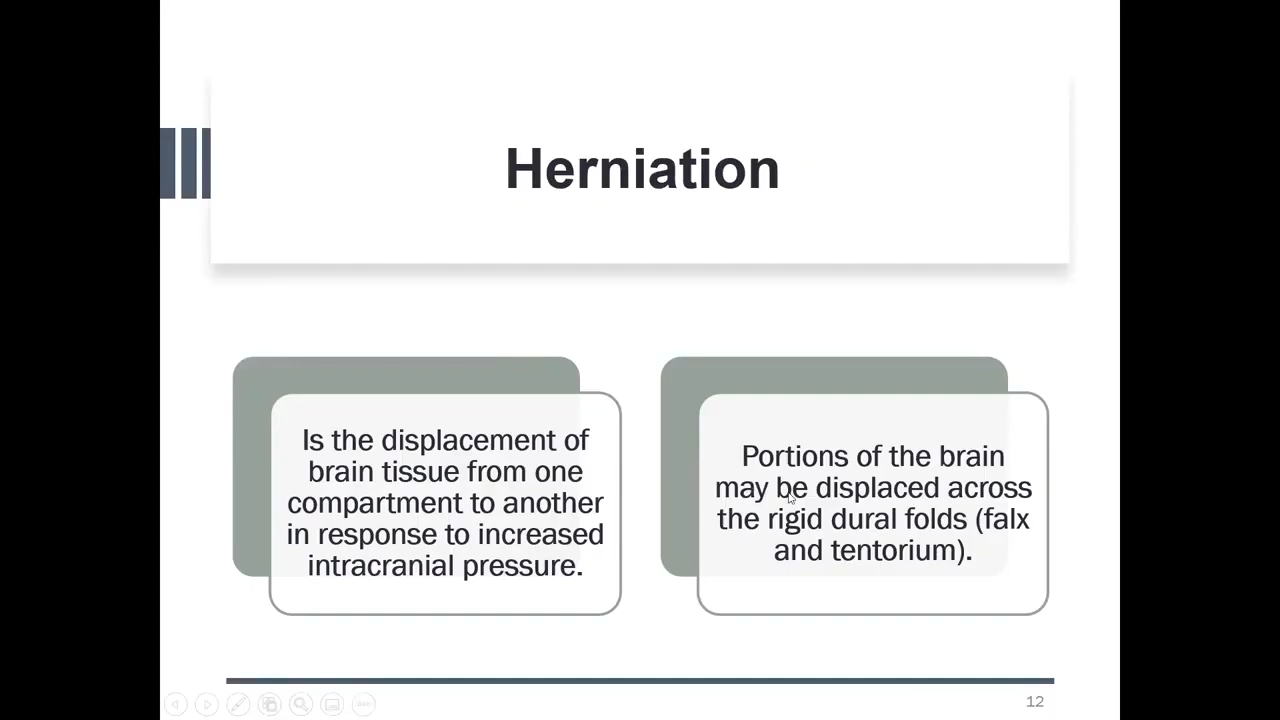 Herniation
Is the displacement of
brain tissue from one
compartment to another
in response to increased
intracranial pressure.
Portions of the brain
may be displaced across
the rigid dural folds (falx
and tentorium).
12